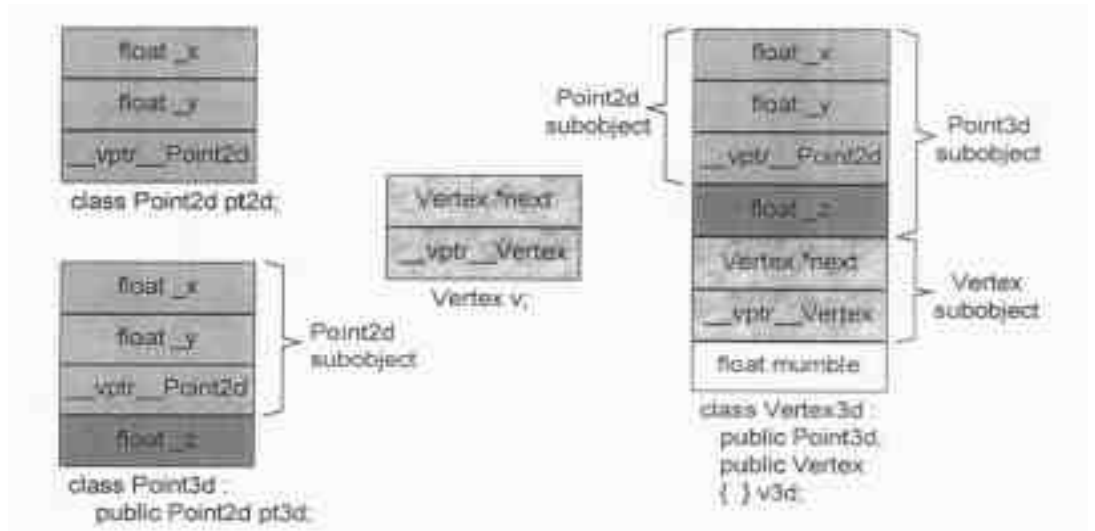 float _x
float _y
__vptr__Point2d
class Point2d pt2d;
float _x
float _y
__vptr__Point2d
float _z
Point2d
subobject
class Point3d :
public Point2d pt3d;
Vertex *next
__vptr__Vertex
Vertex v;
Point2d
subobject
float _x
float _y
__vptr__Point2d
float _z
Vertex *next
__vptr__Vertex
float mumble
Point3d
subobject
Vertex
subobject
class Vertex3d :
public Point3d,
public Vertex
{ } v3d;